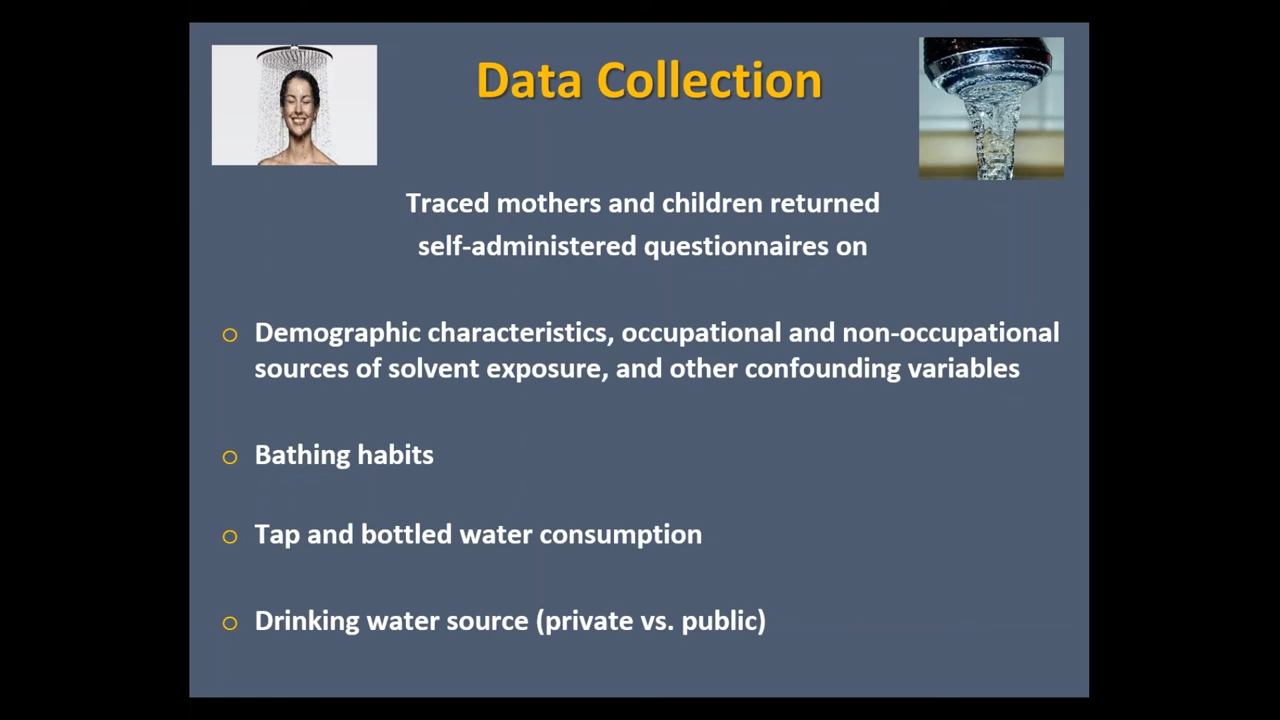 Data Collection
Traced mothers and children returned
self-administered questionnaires on
Demographic characteristics, occupational and non-occupational
sources of solvent exposure, and other confounding variables
Bathing habits
Tap and bottled water consumption
Drinking water source (private vs. public)